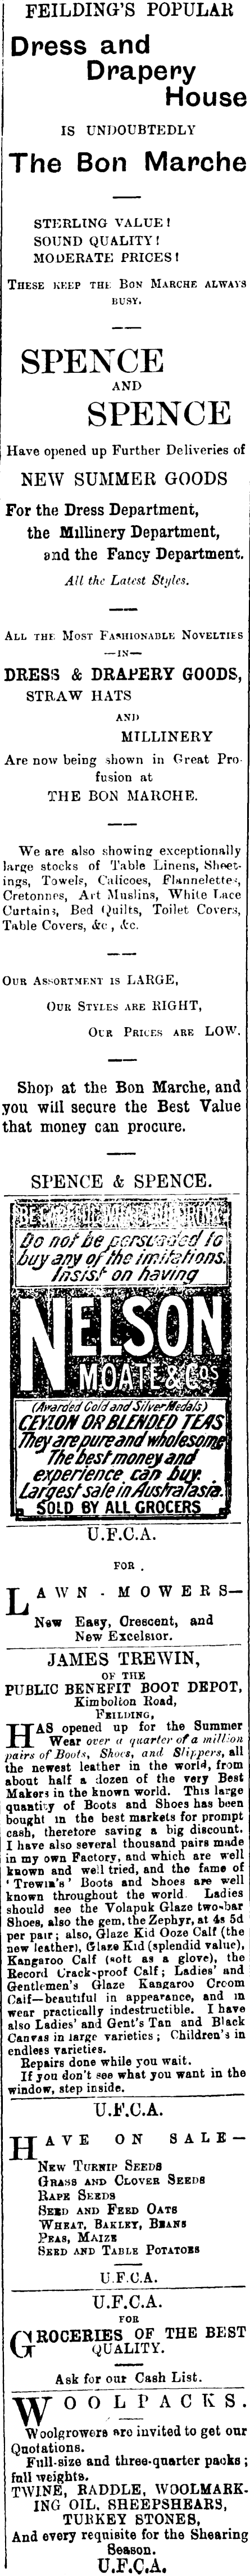 FEILDING'S POPULAR
Dress and
Drapery
House
IS UNDOUBTEDLY
The Bon Marche
STERLING VALUE!
SOUND QUALITY!
MODERATE PRICES!
THESE KEEP THE BON MARCHE ALWAYS
BUSY.
SPENCE
AND
SPENCE
Have opened up Further Deliveries of
NEW SUMMER GOODS
For the Dress Department,
the Millinery Department,
and the Fancy Department.
All the Latest Styles.
ALL THE MOST FASHIONABLE NOVELTIES
—IN—
DRESS & DRAPERY GOODS,
STRAW HATS
AND
MILLINERY
Are now being shown in Great Pro-
fusion at
THE BON MARCHE.
We are also showing exceptionally
large stocks of Table Linens, Sheet-
ings, Towels, Calicoes, Flannelettes,
Cretonnes, Art Muslins, White Lace
Curtains, Bed Quilts, Toilet Covers,
Table Covers, &c, &c.
OUR ASSORTMENT IS LARGE,
OUR STYLES ARE RIGHT,
OUR PRICES ARE LOW.
Shop at the Bon Marche, and
you will secure the Best Value
that money can procure.
SPENCE & SPENCE.
Do not be persuaded to
buy any of the imitations.
Insist on having
NELSON
MOATE & COS
(Awarded Gold and Silver Medals)
CEYLON OR BLENDED TEAS
They are pure and wholesome
The best money and
experience can buy.
Largest sale in Australasia.
SOLD BY ALL GROCERS
U.F.C.A.
FOR
LAWN-MOWERS—
New Easy, Crescent, and
New Excelsior.
JAMES TREWIN,
OF THE
PUBLIC BENEFIT BOOT DEPOT,
Kimbolton Road,
FEILDING,
HAS opened up for the Summer
Wear over a quarter of a million
pairs of Boots, Shoes, and Slippers, all
the newest leather in the world, from
about half a dozen of the very Best
Makers in the known world. This large
quantity of Boots and Shoes has been
bought in the best markets for prompt
cash, theretore saving a big discount.
I have also several thousand pairs made
in my own Factory, and which are well
known and well tried, and the fame of
'Trewin's' Boots and Shoes are well
known throughout the world. Ladies
should see the Volapuk Glaze two-bar
Shoes, also the gem, the Zephyr, at 4s 5d
per pair; also, Glaze Kid Ooze Calf (the
new leather), Glaze Kid (splendid value),
Kangaroo Calf (soft as a glove), the
Record Crack-proof Calf; Ladies' and
Gentlemen's Glaze Kangaroo Croom
Calf—beautiful in appearance, and in
wear practically indestructible. I have
also Ladies' and Gent's Tan and Black
Canvas in large varieties; Children's in
endless varieties.
Repairs done while you wait.
If you don't see what you want in the
window, step inside.
U.F.C.A.
HAVE ON SALE—
NEW TURNIP SEEDS
GRASS AND CLOVER SEEDS
RAPE SEEDS
SEED AND FEED OATS
WHEAT, BARLEY, BEANS
PEAS, MAIZE
SEED AND TABLE POTATOES
U.F.C.A.
U.F.C.A.
FOR
GROCERIES OF THE BEST
QUALITY.
Ask for our Cash List.
WOOLPACKS.
Woolgrowers are invited to get our
Quotations.
Full-size and three-quarter packs;
full weights.
TWINE, RADDLE, WOOLMARK-
ING OIL, SHEEPSHEARS,
TURKEY STONES,
And every requisite for the Shearing
Season.
U.F.C.A.